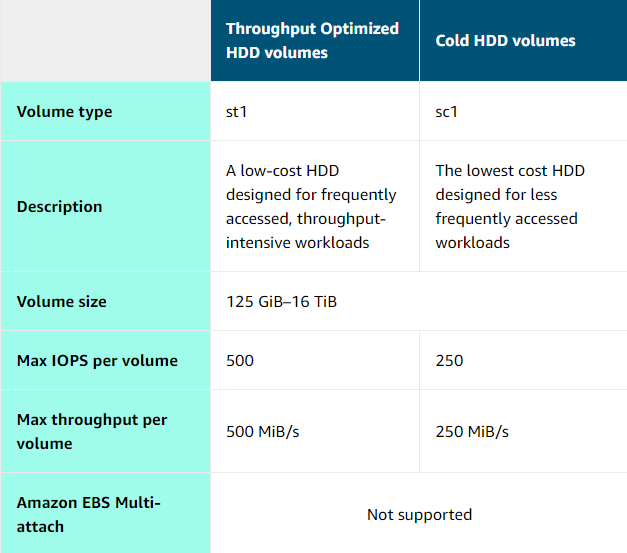 Throughput Optimized
HDD volumes
Cold HDD volumes
Volume type
st1
sc1
Description
A low-cost HDD
designed for frequently
accessed, throughput-
intensive workloads
The lowest cost HDD
designed for less
frequently accessed
workloads
Volume size
125 GiB–16 TiB
Max IOPS per volume
500
250
Max throughput per
volume
500 MiB/s
250 MiB/s
Amazon EBS Multi-
attach
Not supported